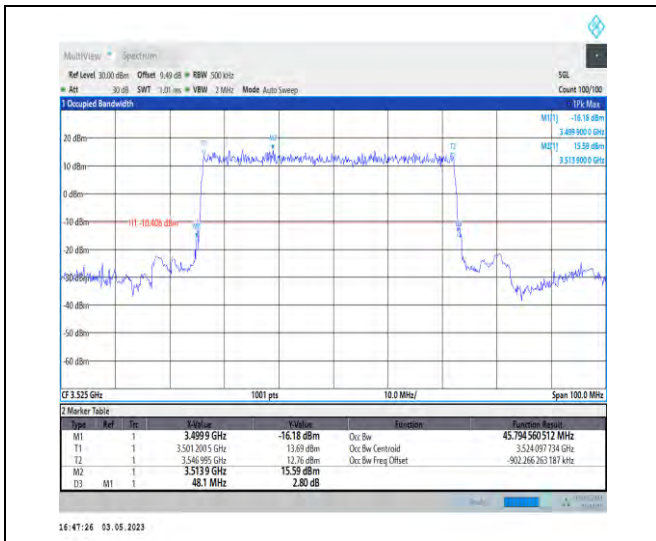 MultiView Spectrum
Ref Level 30.00 dBm Offset 9.49 dB RBW 500 kHz SGL
Att 30 dB SWT 1.01 ms VBW 2 MHz Mode Auto Sweep Count 100/100
1 Occupied Bandwidth 1Pk Max
M1[1] -16.18 dBm
3.499 900 0 GHz
M2[1] 15.59 dBm
3.513 900 0 GHz
20 dBm
T1
M2
T2
10 dBm
0 dBm
-10 dBm
H1 -10.406 dBm
M1
-20 dBm
-30 dBm
-40 dBm
-50 dBm
-60 dBm
CF 3.525 GHz 1001 pts 10.0 MHz/ Span 100.0 MHz
2 Marker Table
Type Ref Trc X-Value Y-Value Function Function Result
M1 1 3.4999 GHz -16.18 dBm Occ Bw 45.794 560 512 MHz
T1 1 3.501 200 5 GHz 13.69 dBm Occ Bw Centroid 3.524 097 734 GHz
T2 1 3.546 995 GHz 12.76 dBm Occ Bw Freq Offset -902.266 263 187 kHz
M2 1 3.5139 GHz 15.59 dBm
D3 M1 1 48.1 MHz 2.80 dB
16:47:26 03.05.2023